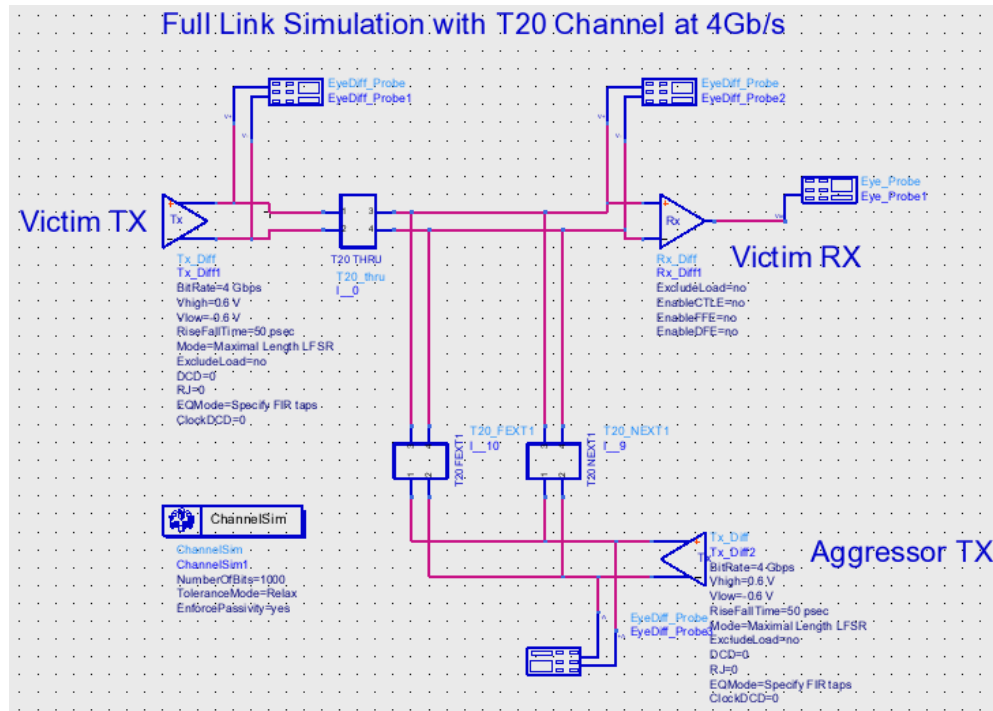 Full Link Simulation with T20 Channel at 4Gb/s
EyeDiff_Probe
EyeDiff_Probe1
EyeDiff_Probe
EyeDiff_Probe2
Eye_Probe
Eye_Probe1
Victim TX
Tx
1
2
3
4
T20 THRU
T20_thru
I__0
Rx
Victim RX
Tx_Diff
Tx_Diff1
BitRate=4 Gbps
Vhigh=0.6 V
Vlow=-0.6 V
RiseFallTime=50 psec
Mode=Maximal Length LFSR
ExcludeLoad=no
DCD=0
RJ=0
EQMode=Specify FIR taps
ClockDCD=0
Rx_Diff
Rx_Diff1
ExcludeLoad=no
EnableCTLE=no
EnableFFE=no
EnableDFE=no
T20_FEXT1
I__10
T20 FEXT1
1
2
T20_NEXT1
I__9
T20 NEXT1
1
2
ChannelSim
ChannelSim
ChannelSim1
NumberOfBits=1000
ToleranceMode=Relax
EnforcePassivity=yes
Aggressor TX
Tx_Diff
Tx_Diff2
BitRate=4 Gbps
Vhigh=0.6 V
Vlow=-0.6 V
RiseFallTime=50 psec
Mode=Maximal Length LFSR
ExcludeLoad=no
DCD=0
RJ=0
EQMode=Specify FIR taps
ClockDCD=0
EyeDiff_Probe
EyeDiff_Probe3